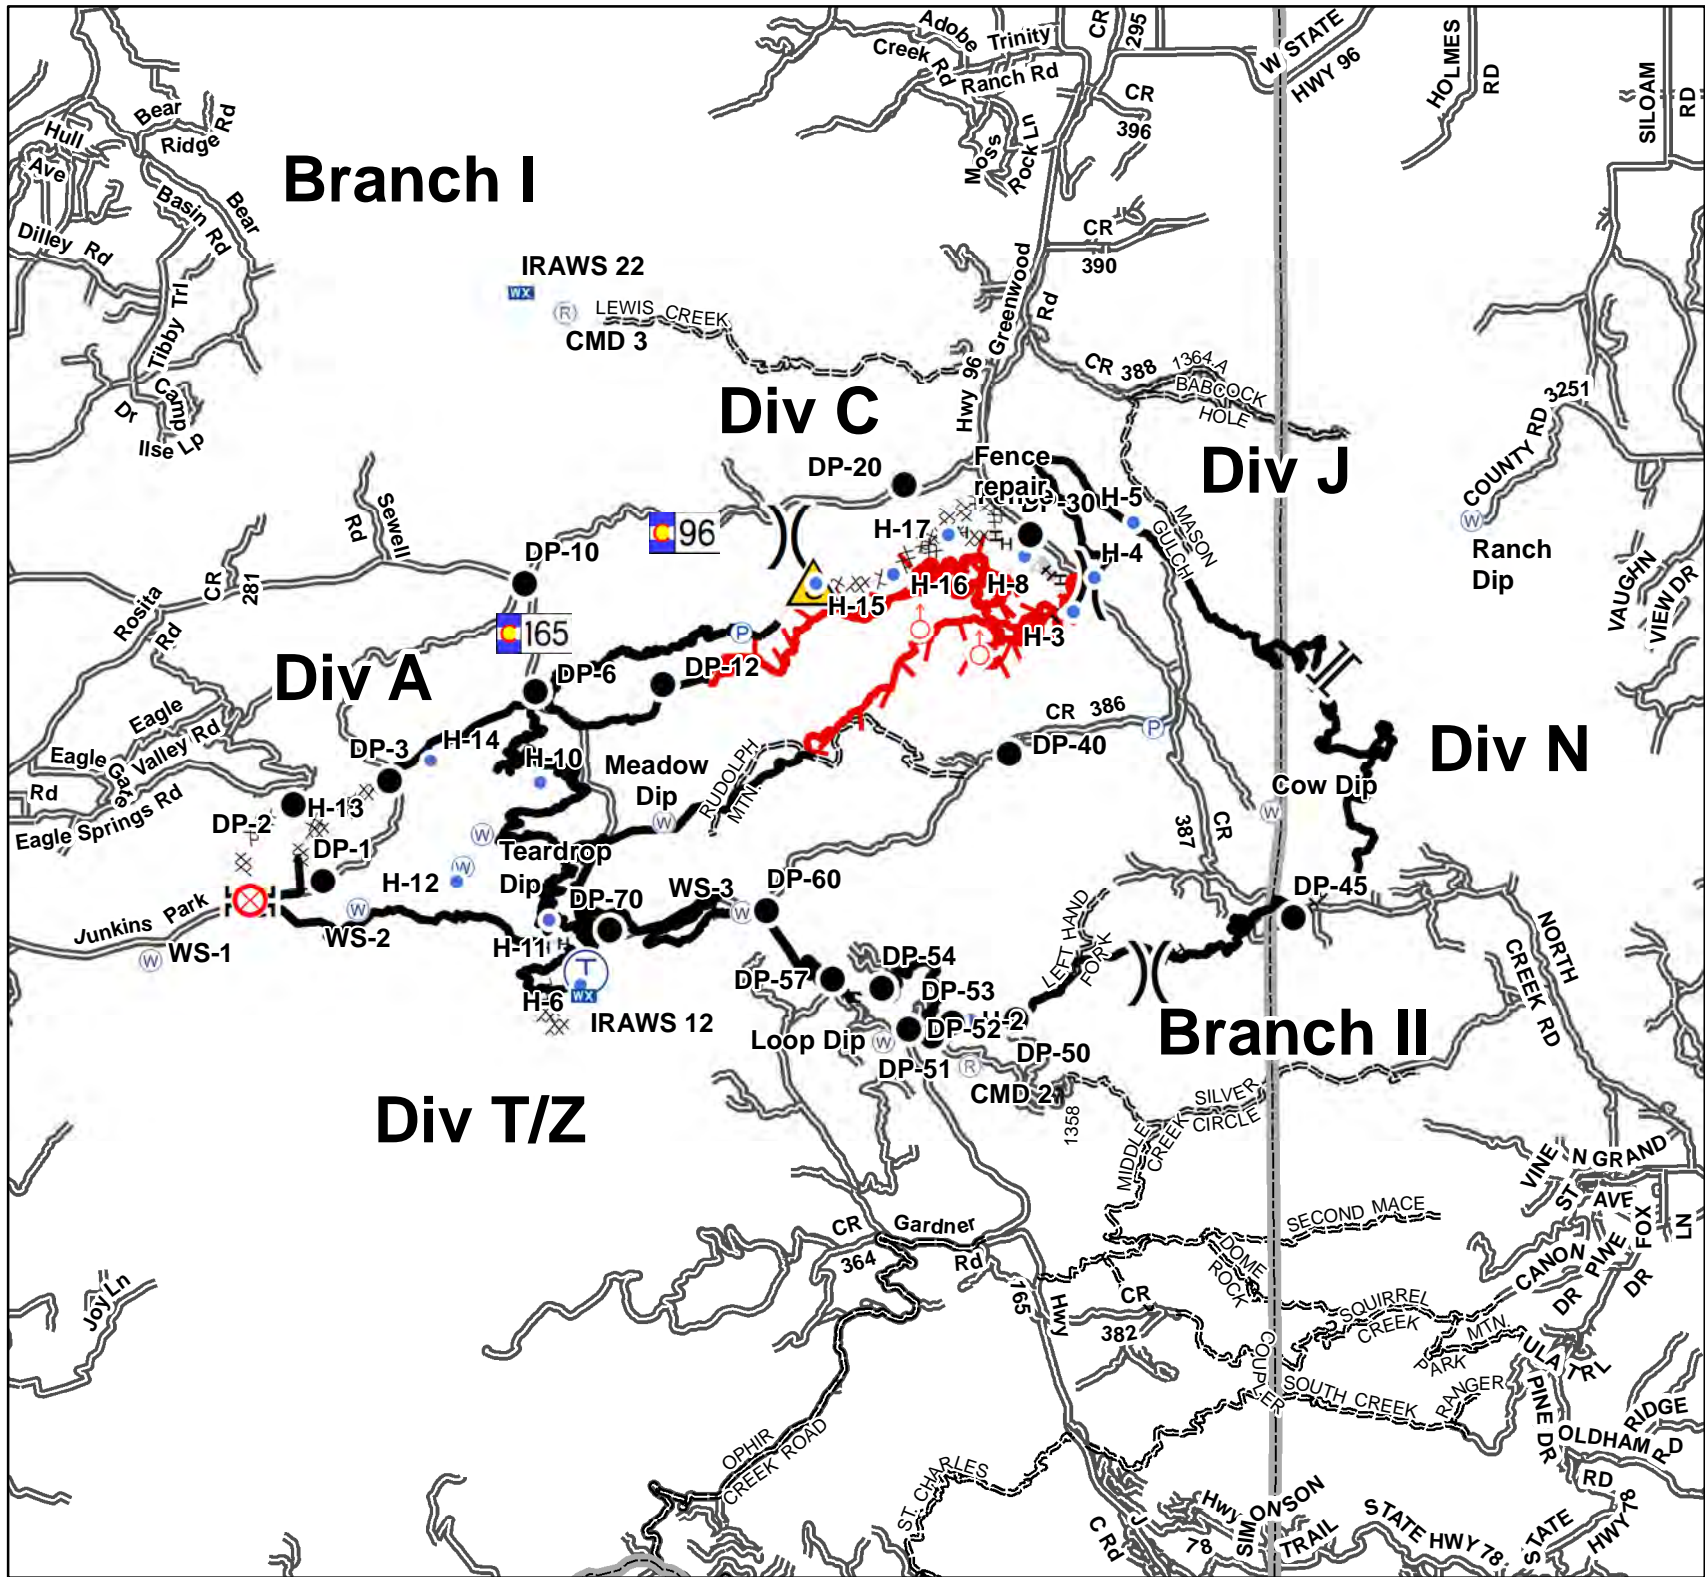 Adobe
Creek Rd
Trinity
Ranch Rd
CR
295
W STATE
HWY 96
HOLMES
RD
SILOAM
RD
CR
396
Moss
Rock Ln
Bear
Ridge Rd
Hull
Ave
Basin Rd
Bear
Dilley Rd
Tibby Trl
Camp
Dr
Ilse Lp
Branch I
IRAWS 22
WX
R
LEWIS CREEK
CMD 3
CR
390
Greenwood
Rd
Hwy 96
CR 388
1364.A
BABCOCK
HOLE
COUNTY RD 3251
W
Ranch
Dip
VAUGHN
VIEW DR
Div C
Div J
DP-20
Fence
repair
DP-30
H-5
H-17
H-4
MASON
GULCH
Sewell
Rd
96
DP-10
CR
281
Rosita
Rd
165
C
H-15
H-16
H-8
H-3
P
DP-12
DP-6
Div A
Eagle
Eagle
Gate
Valley Rd
Rd
Eagle Springs Rd
DP-3
H-14
H-10
Meadow
Dip
W
RUDOLPH
MTN.
CR 386
P
DP-40
Div N
Cow Dip
W
CR
387
DP-2
P
H-13
DP-1
H-12
W
W
Teardrop
Dip
DP-70
WS-3
W
DP-60
DP-45
Junkins Park
W
WS-1
W
WS-2
H-11
T
WX
H-6
IRAWS 12
DP-57
DP-54
DP-53
DP-52
H-2
DP-51
DP-50
Loop Dip
W
R
CMD 2
1358
LEFT HAND
FORK
NORTH
CREEK RD
Branch II
Div T/Z
SILVER
CIRCLE
MIDDLE
CREEK
VINE
ST
N GRAND
AVE
FOX
LN
SECOND MACE
DOME
ROCK
CANON
DR
PINE
DR
CR
364
Gardner
Rd
165
Hwy
CR
382
SQUIRREL
CREEK
MTN.
PARK
ULA TRL
COUPLER
SOUTH CREEK
RANGER
PINE DR
RIDGE
RD
OLDHAM
RD
Joy Ln
OPHIR
CREEK ROAD
ST. CHARLES
J
C Rd
Hwy
78
SIMONSON
TRAIL
STATE HWY 78
STATE
HWY 78